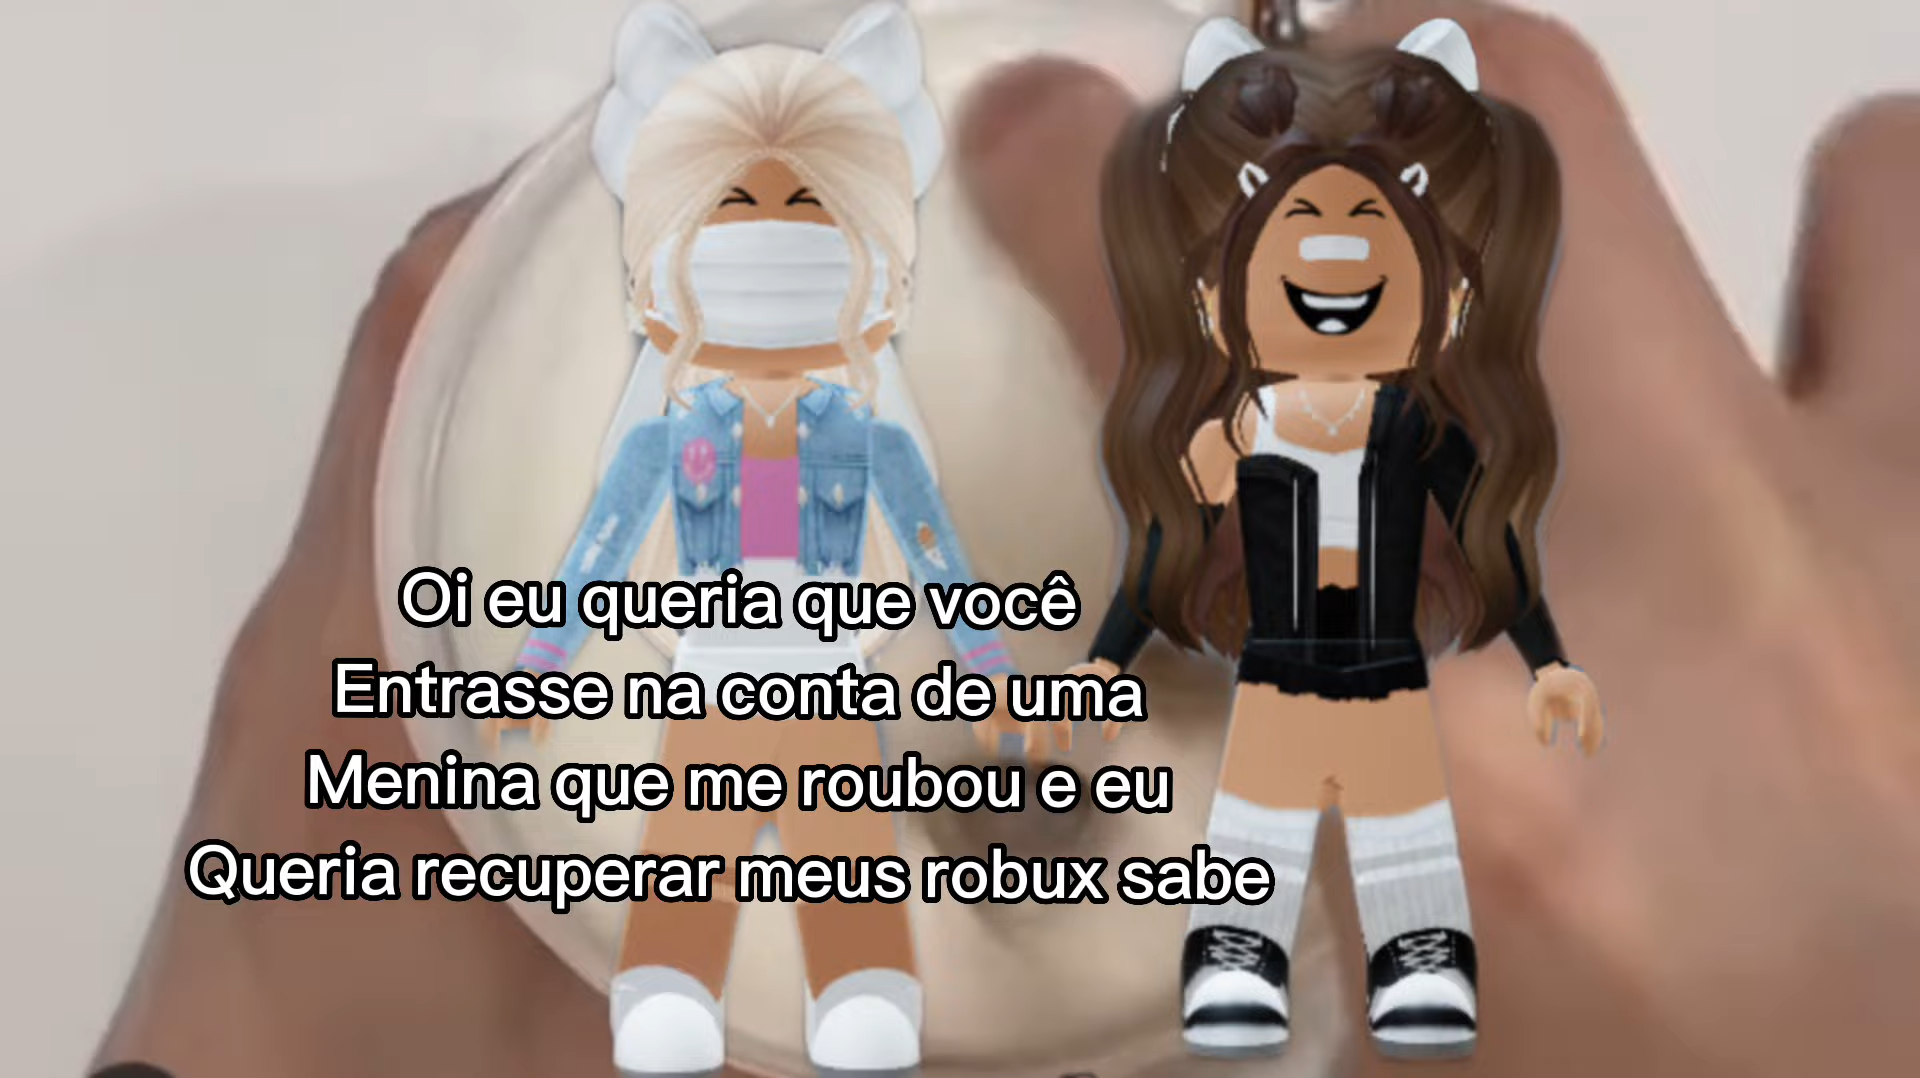 Oi eu queria que você
Entrasse na conta de uma
Menina que me roubou e eu
Queria recuperar meus robux sabe